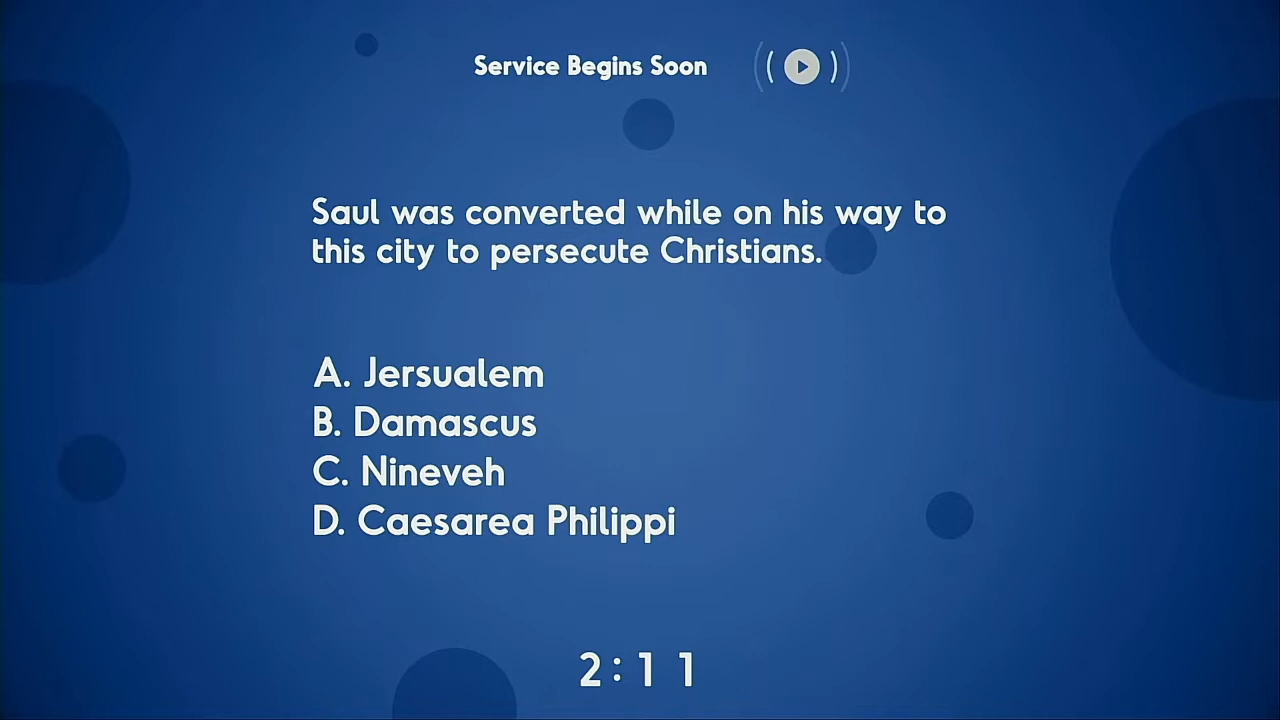 Service Begins Soon
Saul was converted while on his way to
this city to persecute Christians.
A. Jersualem
B. Damascus
C. Nineveh
D. Caesarea Philippi
2:11